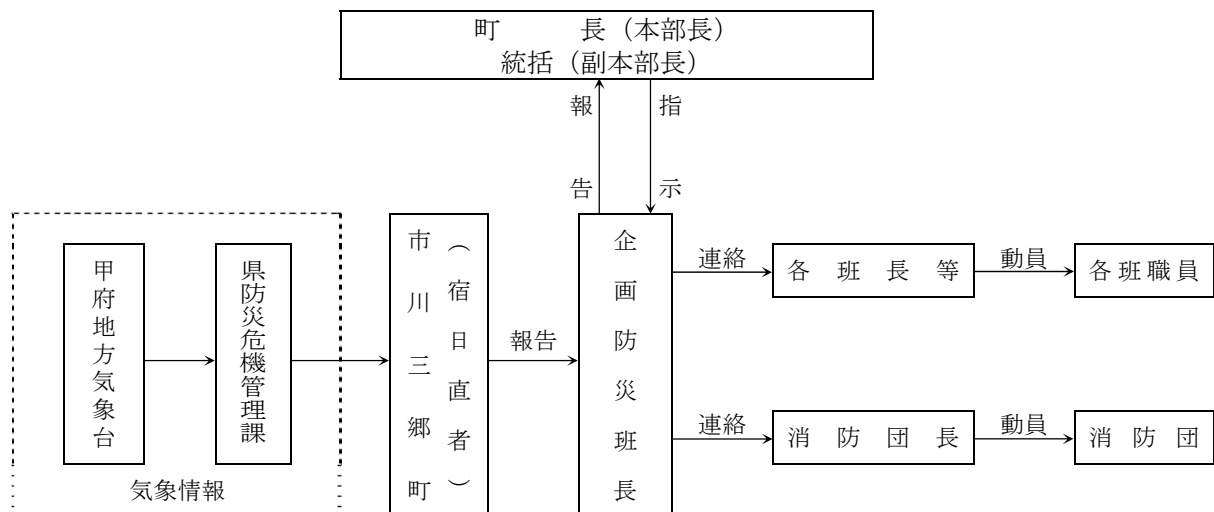 町　　長（本部長）
統括（副本部長）
報告
指示
甲府地方気象台
県防災危機管理課
気象情報
市川三郷町
（宿日直者）
報告
企画防災班長
連絡
各班長等
動員
各班職員
連絡
消防団長
動員
消防団